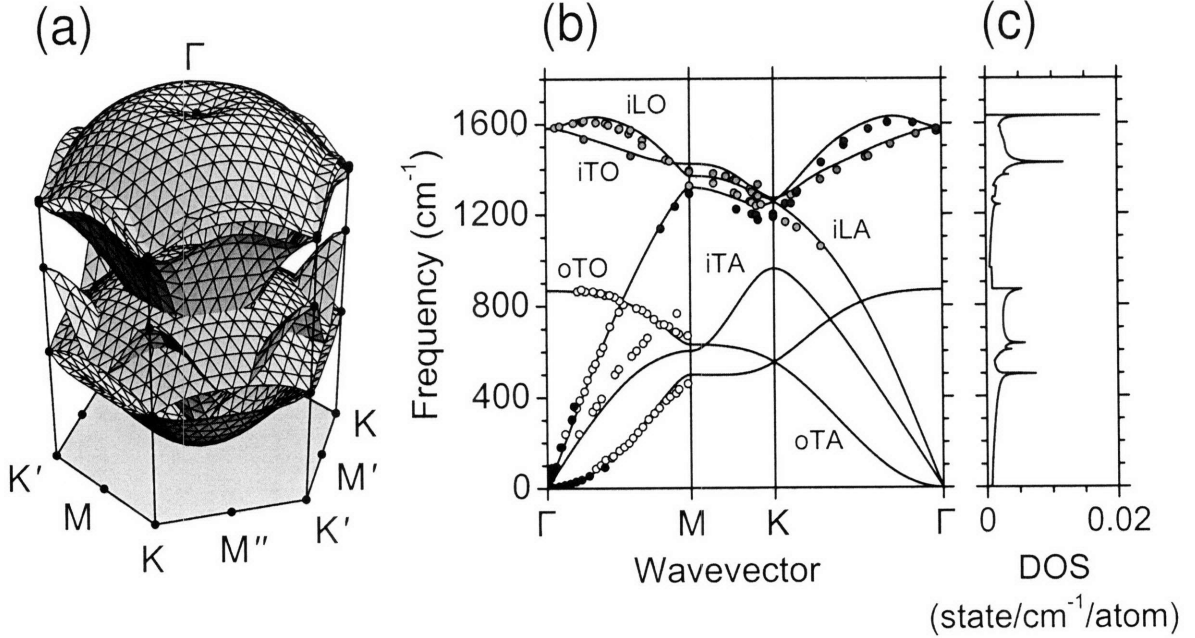 (a)
Γ
K
M'
K'
M''
K
M
K'
(b)
Frequency (cm⁻¹)
1600
1200
800
400
0
iLO
iTO
iLA
oTO
iTA
oTA
Γ
M
K
Γ
Wavevector
(c)
0
0.02
DOS
(state/cm⁻¹/atom)